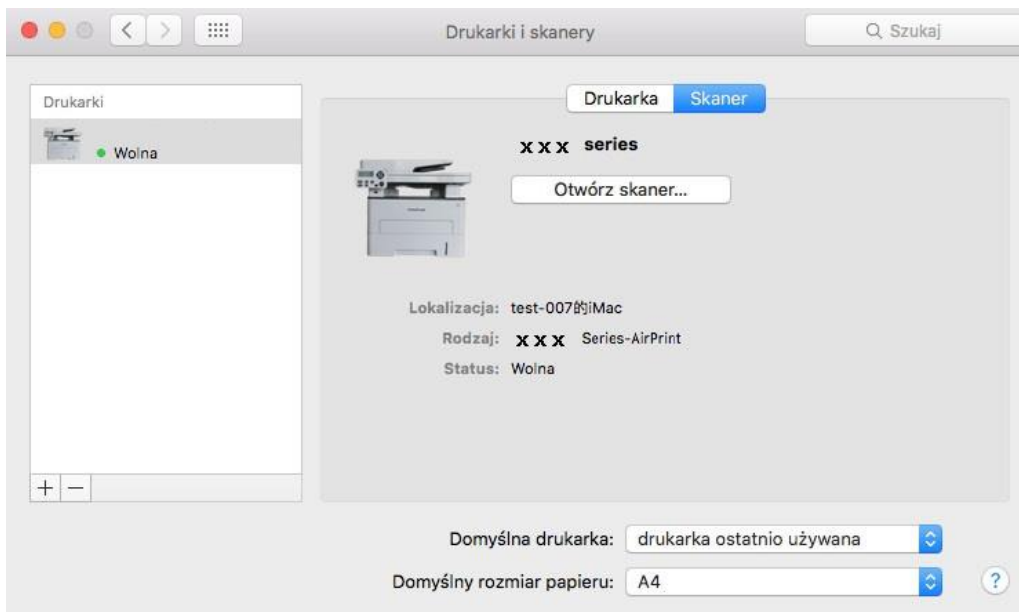 Drukarki i skanery
Szukaj
Drukarki
Wolna
Drukarka Skaner
x x x series
Otwórz skaner...
Lokalizacja: test-007的iMac
Rodzaj: x x x Series-AirPrint
Status: Wolna
+ −
Domyślna drukarka: drukarka ostatnio używana
Domyślny rozmiar papieru: A4
?